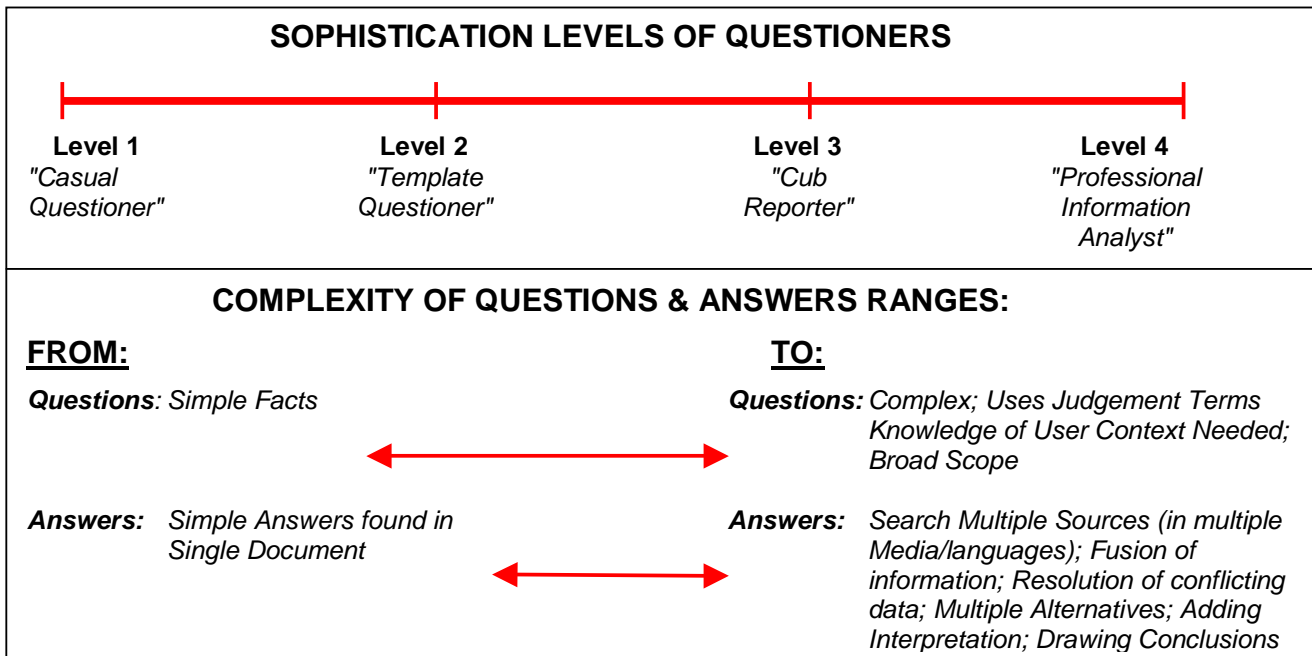 SOPHISTICATION LEVELS OF QUESTIONERS
Level 1
"Casual
Questioner"
Level 2
"Template
Questioner"
Level 3
"Cub
Reporter"
Level 4
"Professional
Information
Analyst"
COMPLEXITY OF QUESTIONS & ANSWERS RANGES:
FROM:
TO:
Questions: Simple Facts
Questions: Complex; Uses Judgement Terms
Knowledge of User Context Needed;
Broad Scope
Answers: Simple Answers found in
Single Document
Answers: Search Multiple Sources (in multiple
Media/languages); Fusion of
information; Resolution of conflicting
data; Multiple Alternatives; Adding
Interpretation; Drawing Conclusions